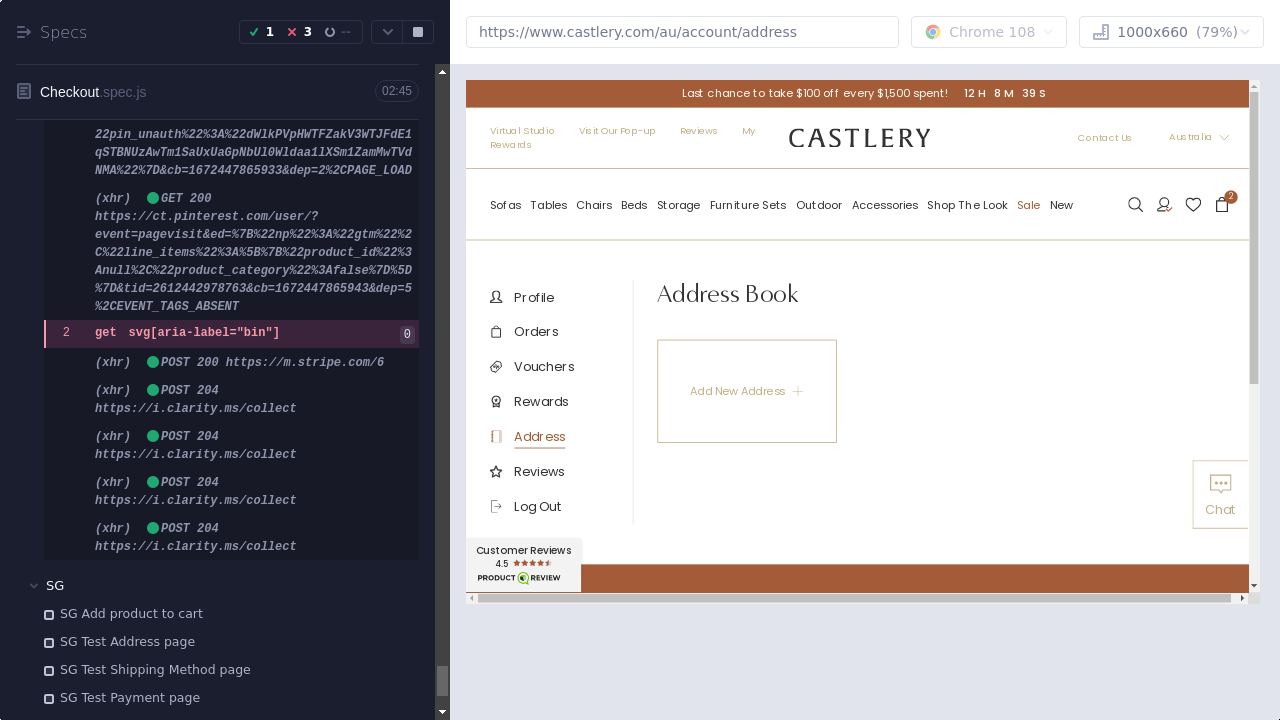 Specs
1
3
--
Checkout.spec.js
02:45
22pin_unauth%22%3A%22dWlkPVpHWTFZakV3WTJFdE1
qSTBNUzAwTm1SaUxUaGpNbUl0Wldaa1lXSm1ZamMwTVd
NMA%22%7D&cb=1672447865933&dep=2%2CPAGE_LOAD
(xhr) GET 200
https://ct.pinterest.com/user/?
event=pagevisit&ed=%7B%22np%22%3A%22gtm%22%2
C%22line_items%22%3A%5B%7B%22product_id%22%3
Anull%2C%22product_category%22%3Afalse%7D%5D
%7D&tid=2612442978763&cb=1672447865943&dep=5
%2CEVENT_TAGS_ABSENT
2 get svg[aria-label="bin"] 0
(xhr) POST 200 https://m.stripe.com/6
(xhr) POST 204
https://i.clarity.ms/collect
(xhr) POST 204
https://i.clarity.ms/collect
(xhr) POST 204
https://i.clarity.ms/collect
(xhr) POST 204
https://i.clarity.ms/collect
SG
SG Add product to cart
SG Test Address page
SG Test Shipping Method page
SG Test Payment page
https://www.castlery.com/au/account/address
Chrome 108
1000x660 (79%)
Last chance to take $100 off every $1,500 spent! 12 H 8 M 39 S
Virtual Studio Visit Our Pop-up Reviews My
Rewards
CASTLERY
Contact Us
Australia
Sofas Tables Chairs Beds Storage Furniture Sets Outdoor Accessories Shop The Look Sale New
2
Profile
Orders
Vouchers
Rewards
Address
Reviews
Log Out
Address Book
Add New Address
Chat
Customer Reviews
4.5
PRODUCT REVIEW